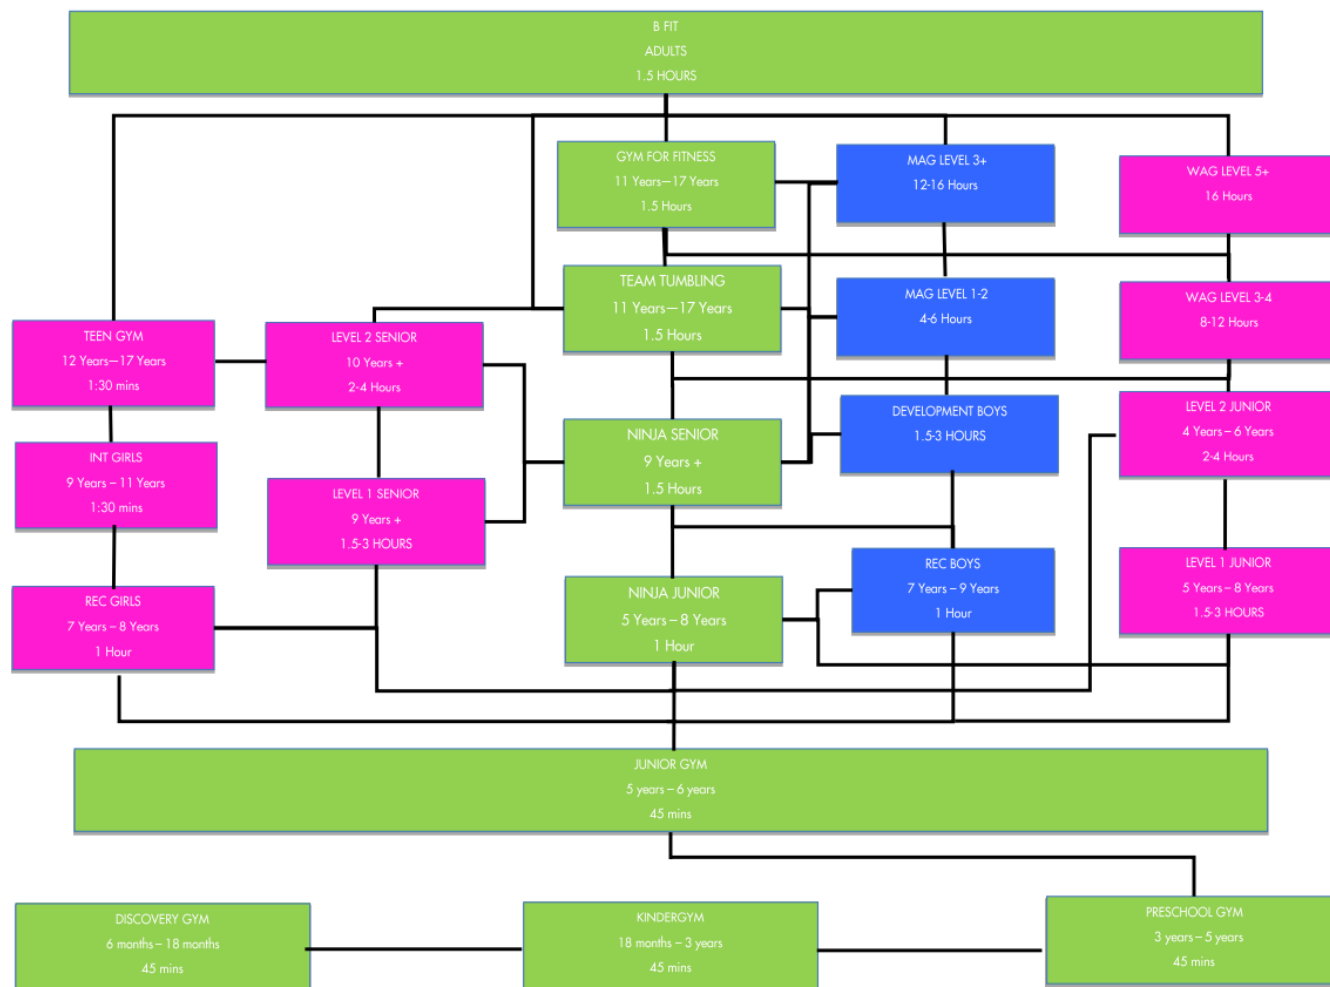 B FIT
ADULTS
1.5 HOURS
GYM FOR FITNESS
11 Years—17 Years
1.5 Hours
MAG LEVEL 3+
12-16 Hours
WAG LEVEL 5+
16 Hours
TEAM TUMBLING
11 Years—17 Years
1.5 Hours
MAG LEVEL 1-2
4-6 Hours
WAG LEVEL 3-4
8-12 Hours
TEEN GYM
12 Years—17 Years
1:30 mins
LEVEL 2 SENIOR
10 Years +
2-4 Hours
DEVELOPMENT BOYS
1.5-3 HOURS
LEVEL 2 JUNIOR
4 Years – 6 Years
2-4 Hours
INT GIRLS
9 Years – 11 Years
1:30 mins
NINJA SENIOR
9 Years +
1.5 Hours
LEVEL 1 SENIOR
9 Years +
1.5-3 HOURS
REC GIRLS
7 Years – 8 Years
1 Hour
NINJA JUNIOR
5 Years – 8 Years
1 Hour
REC BOYS
7 Years – 9 Years
1 Hour
LEVEL 1 JUNIOR
5 Years – 8 Years
1.5-3 HOURS
JUNIOR GYM
5 years – 6 years
45 mins
DISCOVERY GYM
6 months – 18 months
45 mins
KINDERGYM
18 months – 3 years
45 mins
PRESCHOOL GYM
3 years – 5 years
45 mins